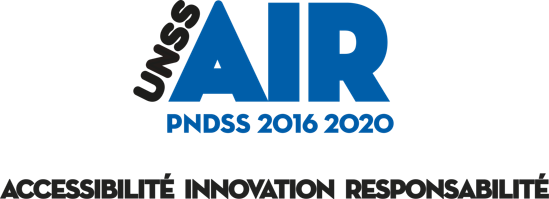 UNSS
AIR
PNDSS 2016 2020
ACCESSIBILITÉ INNOVATION RESPONSABILITÉ